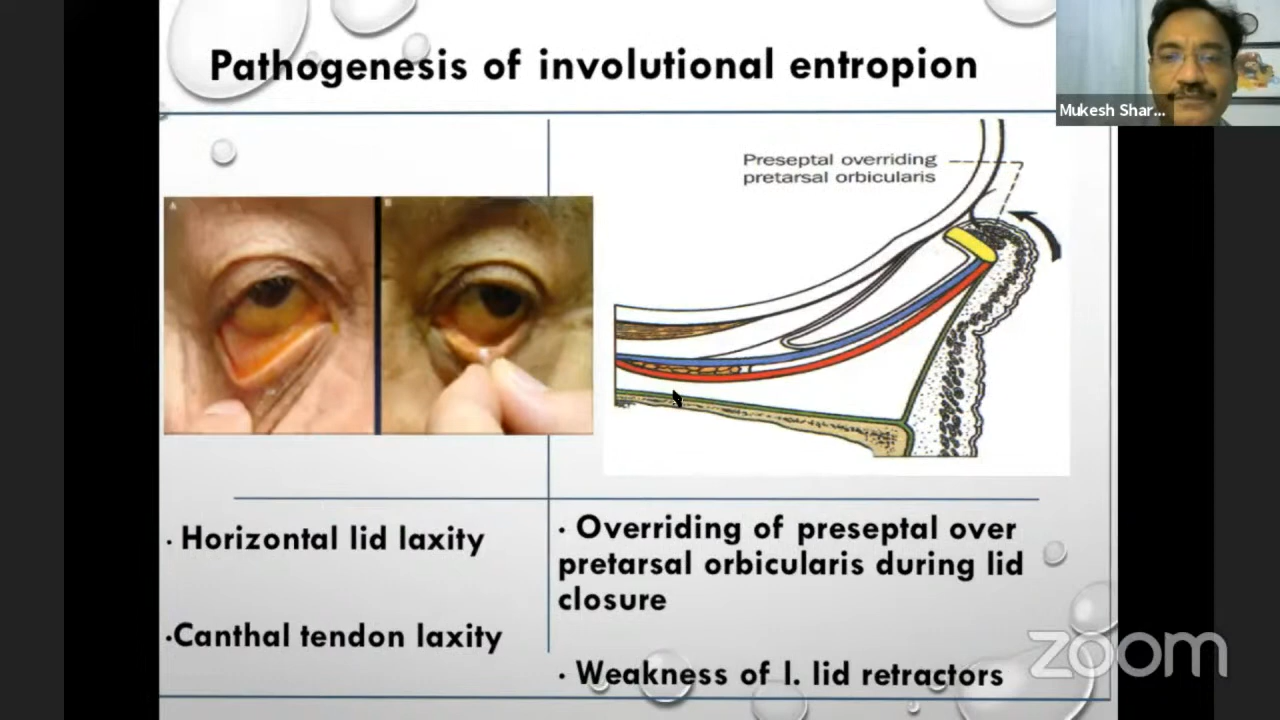 Pathogenesis of involutional entropion
Mukesh Shar...
A
B
Preseptal overriding
pretarsal orbicularis
· Horizontal lid laxity
·Canthal tendon laxity
· Overriding of preseptal over
pretarsal orbicularis during lid
closure
· Weakness of l. lid retractors
zoom